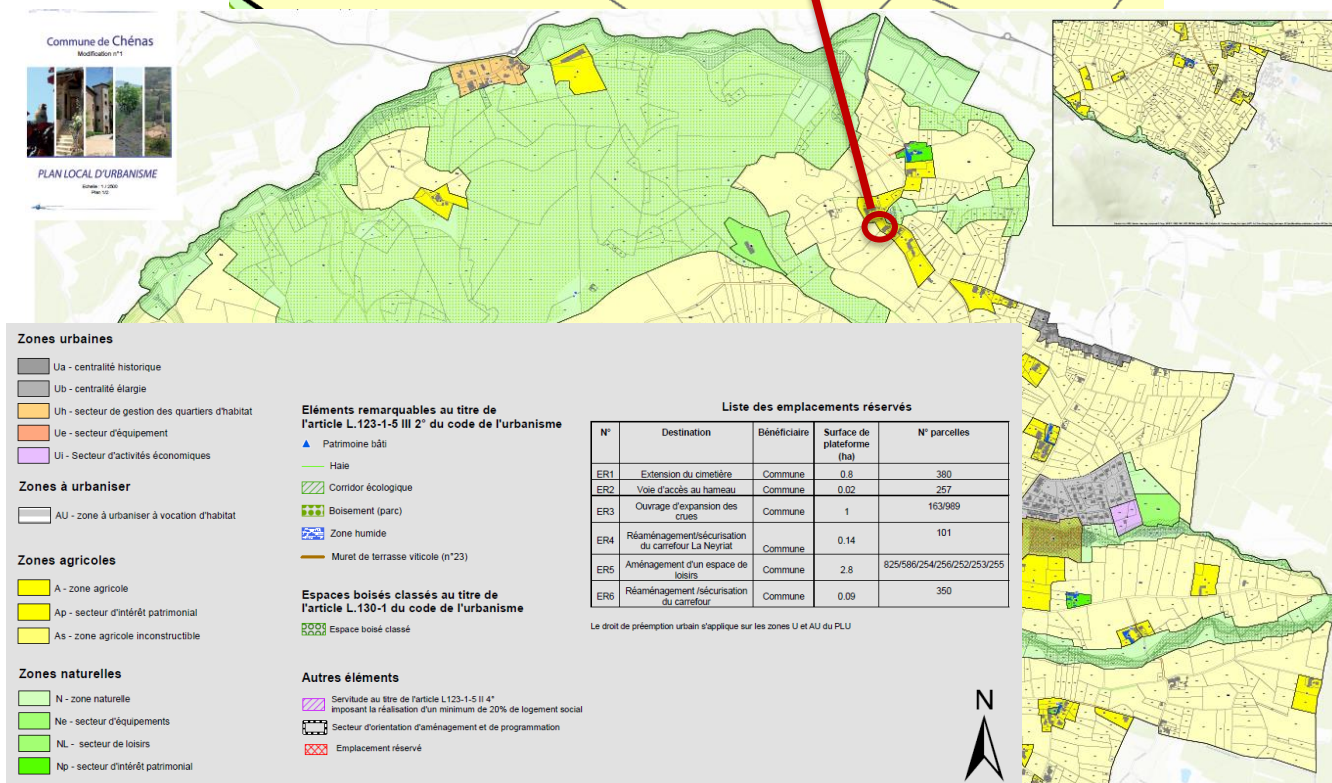 Commune de Chénas
Modification n°1
PLAN LOCAL D'URBANISME
Echelle : 1 / 2500
Plan 1/2
Zones urbaines
Ua - centralité historique
Ub - centralité élargie
Uh - secteur de gestion des quartiers d'habitat
Ue - secteur d'équipement
Ui - Secteur d'activités économiques
Zones à urbaniser
AU - zone à urbaniser à vocation d'habitat
Zones agricoles
A - zone agricole
Ap - secteur d'intérêt patrimonial
As - zone agricole inconstructible
Zones naturelles
N - zone naturelle
Ne - secteur d'équipements
NL - secteur de loisirs
Np - secteur d'intérêt patrimonial
Eléments remarquables au titre de
l'article L.123-1-5 III 2° du code de l'urbanisme
Patrimoine bâti
Haie
Corridor écologique
Boisement (parc)
Zone humide
Muret de terrasse viticole (n°23)
Espaces boisés classés au titre de
l'article L.130-1 du code de l'urbanisme
Espace boisé classé
Autres éléments
Servitude au titre de l'article L123-1-5 II 4°
imposant la réalisation d'un minimum de 20% de logement social
Secteur d'orientation d'aménagement et de programmation
Emplacement réservé
Liste des emplacements réservés
N° Destination Bénéficiaire Surface de plateforme (ha) N° parcelles
ER1 Extension du cimetière Commune 0.8 380
ER2 Voie d'accès au hameau Commune 0.02 257
ER3 Ouvrage d'expansion des crues Commune 1 163/989
ER4 Réaménagement/sécurisation du carrefour La Neyriat Commune 0.14 101
ER5 Aménagement d'un espace de loisirs Commune 2.8 825/586/254/256/252/253/255
ER6 Réaménagement /sécurisation du carrefour Commune 0.09 350
Le droit de préemption urbain s'applique sur les zones U et AU du PLU
N